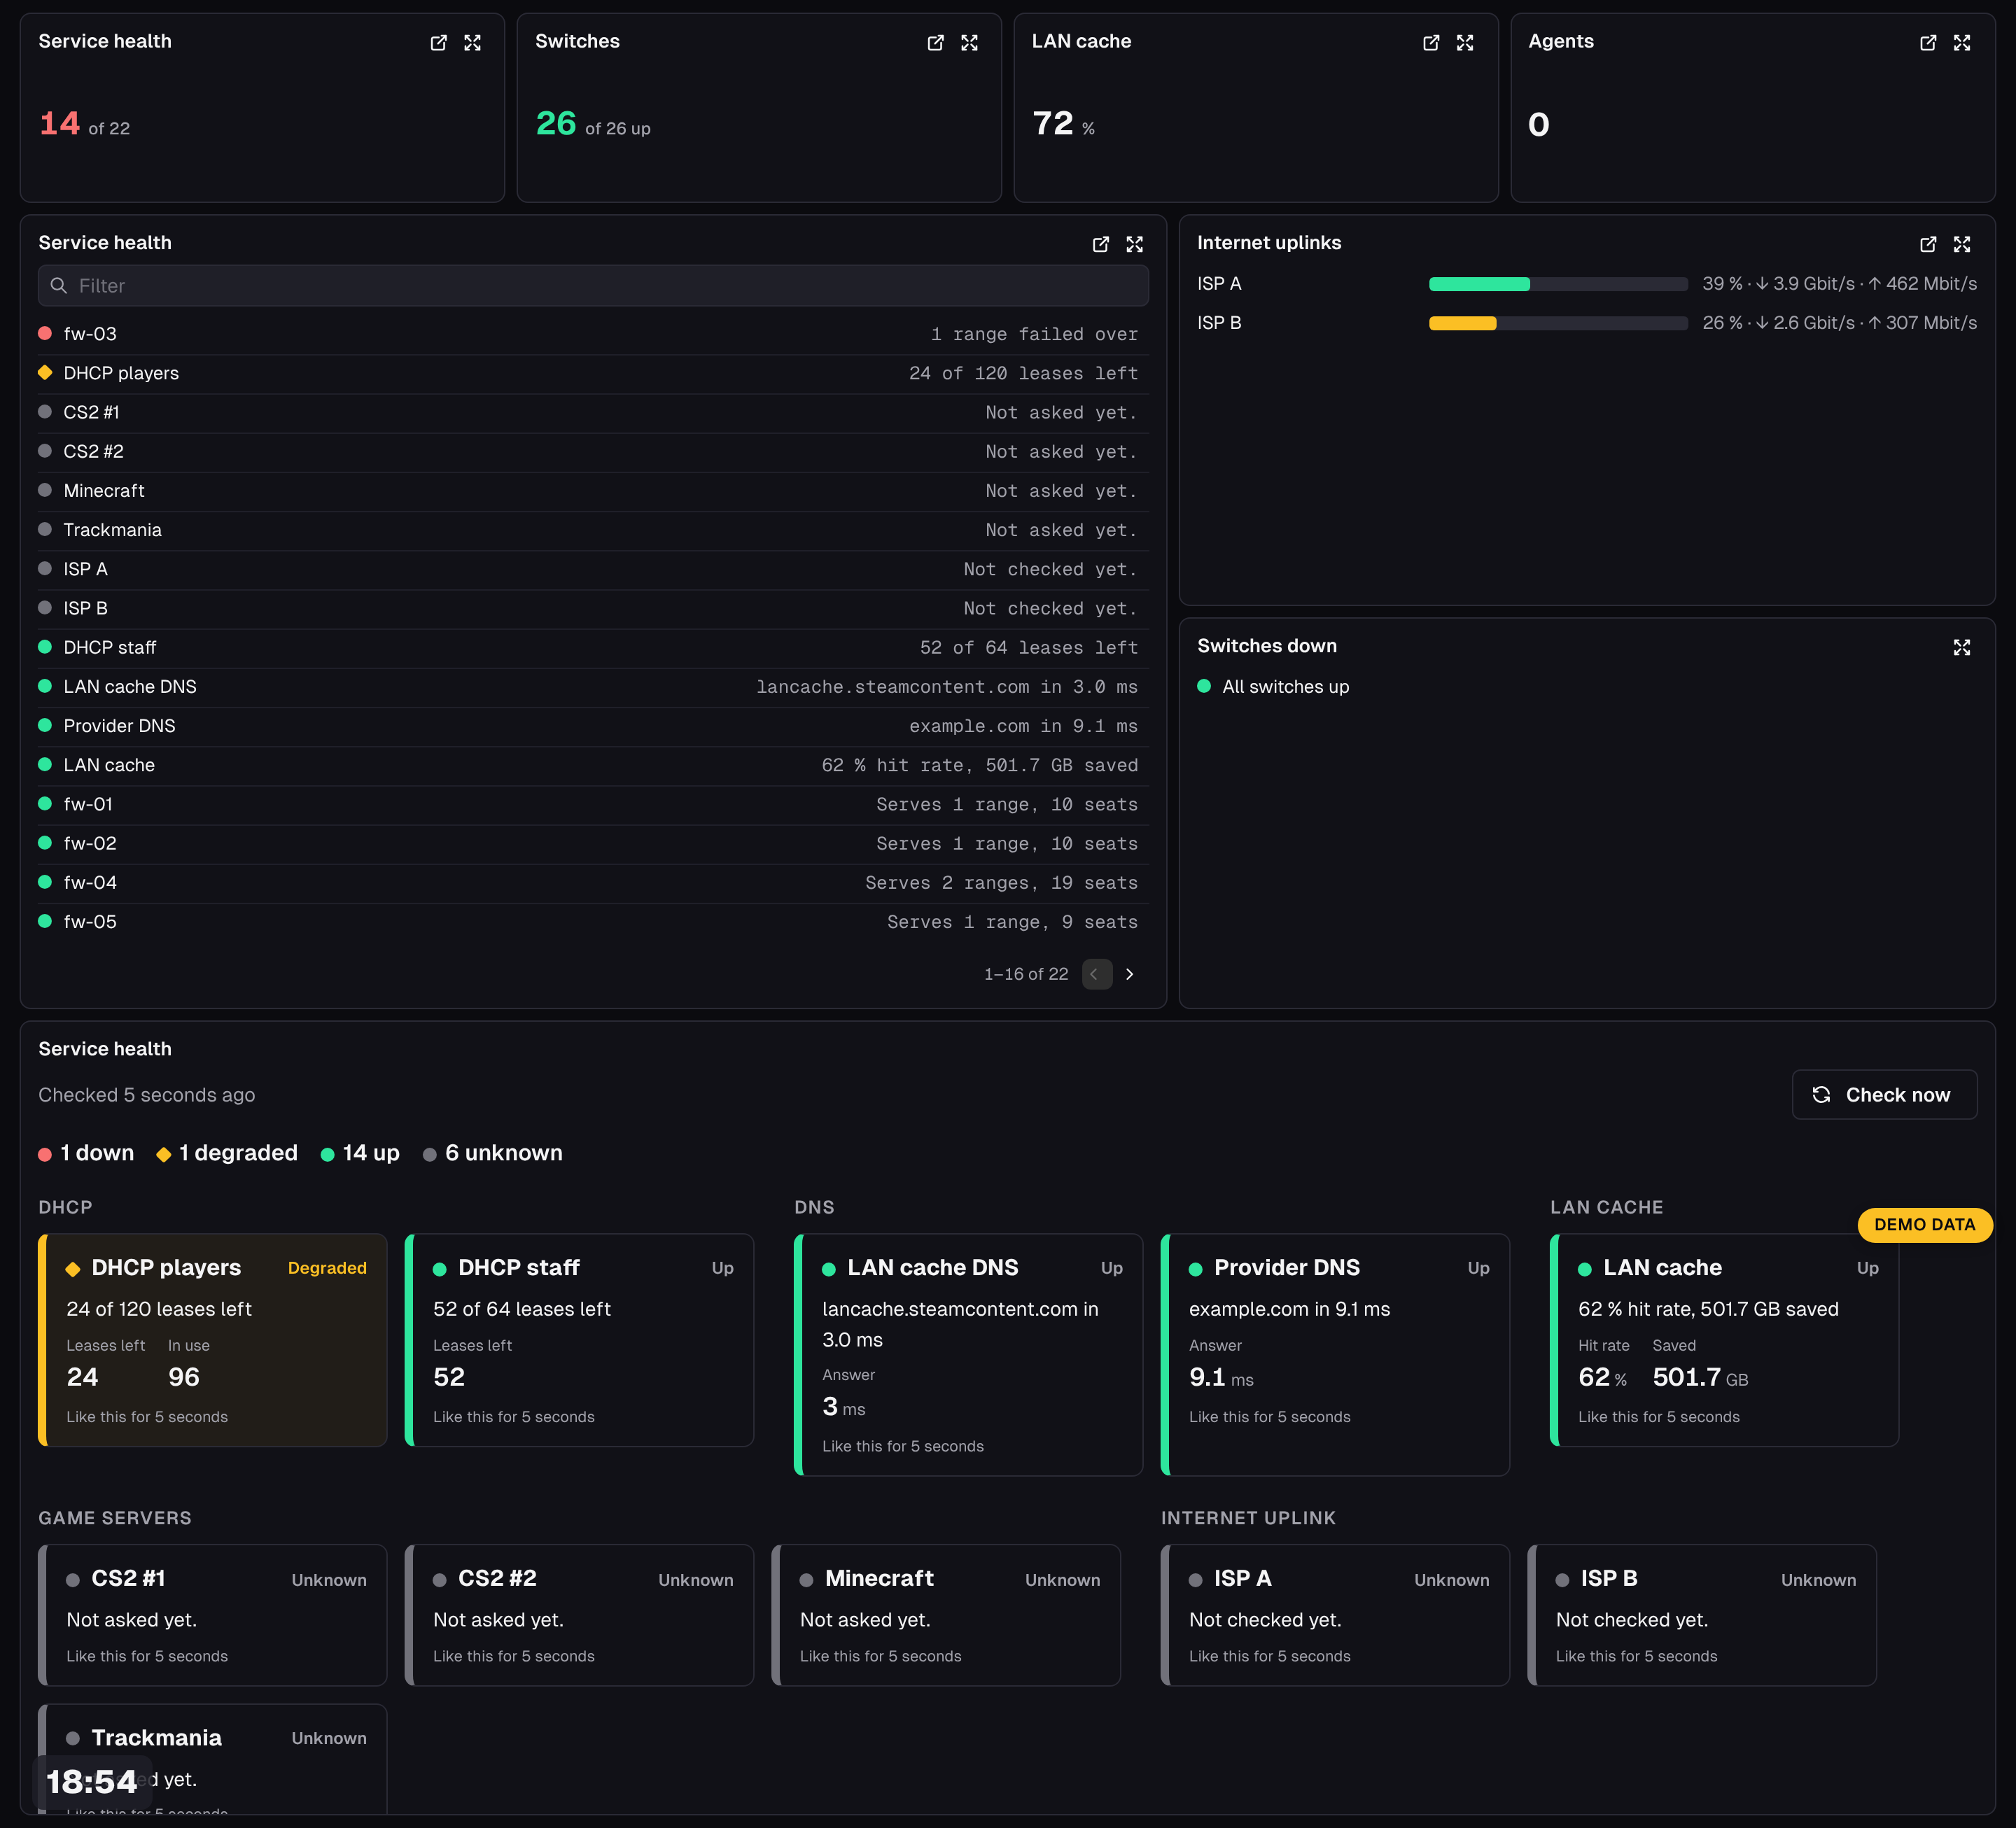 Service health
14 of 22
Switches
26 of 26 up
LAN cache
72 %
Agents
0
Service health
Filter
fw-03 1 range failed over
DHCP players 24 of 120 leases left
CS2 #1 Not asked yet.
CS2 #2 Not asked yet.
Minecraft Not asked yet.
Trackmania Not asked yet.
ISP A Not checked yet.
ISP B Not checked yet.
DHCP staff 52 of 64 leases left
LAN cache DNS lancache.steamcontent.com in 3.0 ms
Provider DNS example.com in 9.1 ms
LAN cache 62 % hit rate, 501.7 GB saved
fw-01 Serves 1 range, 10 seats
fw-02 Serves 1 range, 10 seats
fw-04 Serves 2 ranges, 19 seats
fw-05 Serves 1 range, 9 seats
1–16 of 22
Internet uplinks
ISP A 39 % · ↓ 3.9 Gbit/s · ↑ 462 Mbit/s
ISP B 26 % · ↓ 2.6 Gbit/s · ↑ 307 Mbit/s
Switches down
All switches up
Service health
Checked 5 seconds ago
Check now
1 down 1 degraded 14 up 6 unknown
DHCP
DHCP players Degraded
24 of 120 leases left
Leases left In use
24 96
Like this for 5 seconds
DHCP staff Up
52 of 64 leases left
Leases left
52
Like this for 5 seconds
DNS
LAN cache DNS Up
lancache.steamcontent.com in
3.0 ms
Answer
3 ms
Like this for 5 seconds
Provider DNS Up
example.com in 9.1 ms
Answer
9.1 ms
Like this for 5 seconds
LAN CACHE
DEMO DATA
LAN cache Up
62 % hit rate, 501.7 GB saved
Hit rate Saved
62 % 501.7 GB
Like this for 5 seconds
GAME SERVERS
CS2 #1 Unknown
Not asked yet.
Like this for 5 seconds
CS2 #2 Unknown
Not asked yet.
Like this for 5 seconds
Minecraft Unknown
Not asked yet.
Like this for 5 seconds
Trackmania Unknown
yet.
18:54
Like this for 5 seconds
INTERNET UPLINK
ISP A Unknown
Not checked yet.
Like this for 5 seconds
ISP B Unknown
Not checked yet.
Like this for 5 seconds